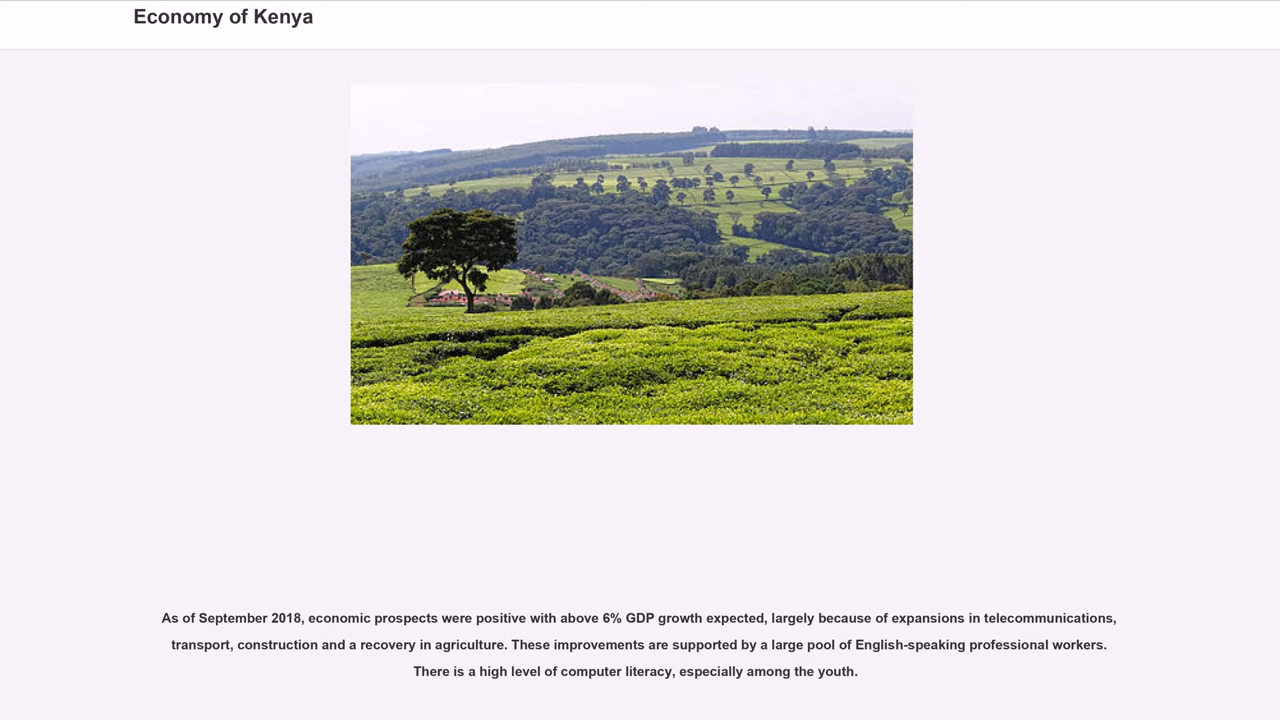 Economy of Kenya
As of September 2018, economic prospects were positive with above 6% GDP growth expected, largely because of expansions in telecommunications,
transport, construction and a recovery in agriculture. These improvements are supported by a large pool of English-speaking professional workers.
There is a high level of computer literacy, especially among the youth.